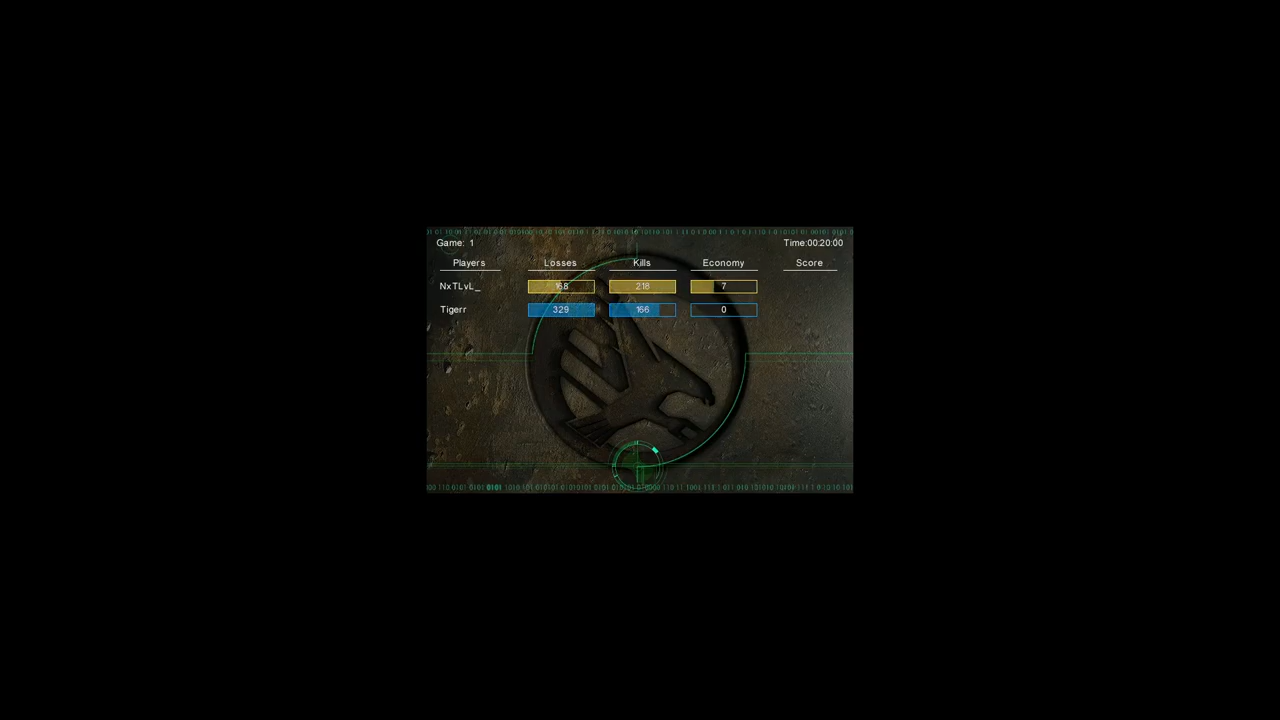 Game: 1 Time:00:20:00
Players Losses Kills Economy Score
NxTLvL_ 168 218 7
Tigerr 329 166 0